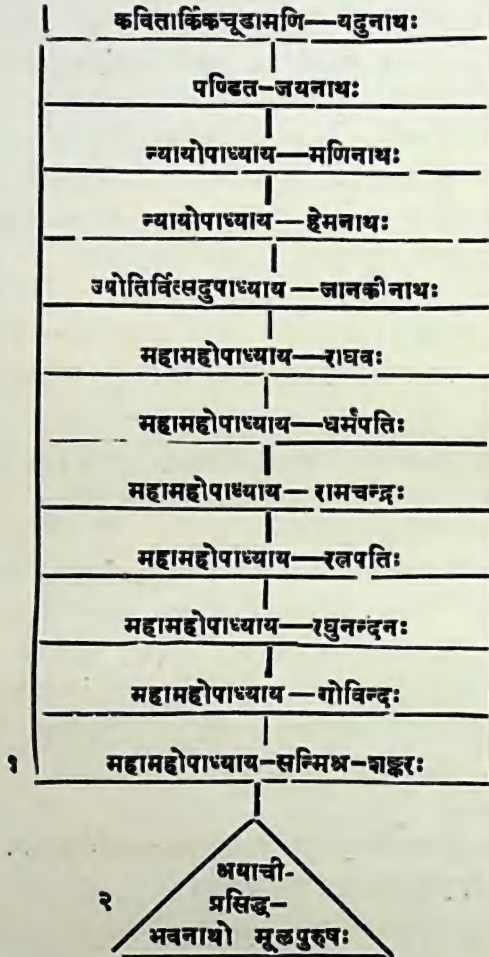 कविताकिंकचूडामणि—यदुनाथः
पण्डित-जयनाथः
न्यायोपाध्याय—मणिनाथः
न्यायोपाध्याय—हेमनाथः
ज्योतिर्वित्सदुपाध्याय—जानकीनाथः
महामहोपाध्याय—राघवः
महामहोपाध्याय—धर्मपतिः
महामहोपाध्याय—रामचन्द्रः
महामहोपाध्याय—रत्नपतिः
महामहोपाध्याय—रघुनन्दनः
महामहोपाध्याय—गोविन्दः
१ महामहोपाध्याय-सन्मिश्र-शङ्करः
अयाची-
२ प्रसिद्ध-
भवनाथो मूलपुरुषः